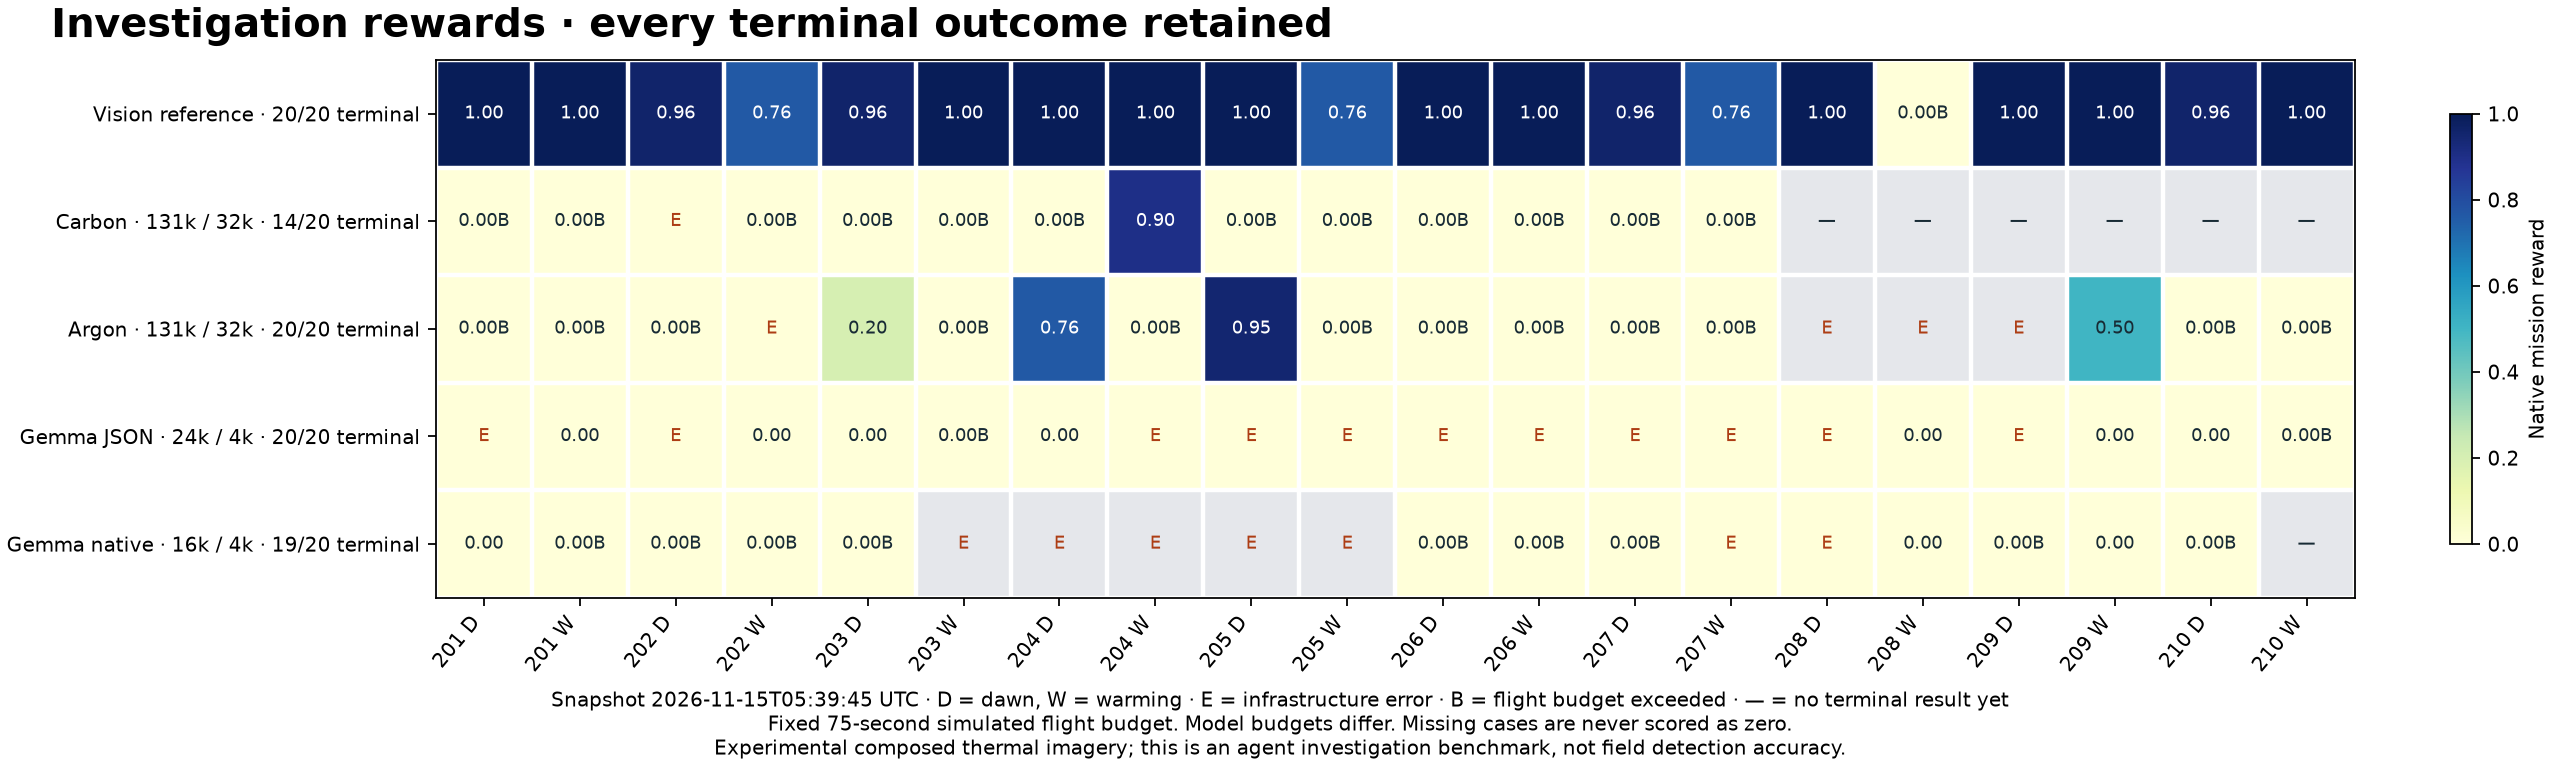 Investigation rewards · every terminal outcome retained
Vision reference · 20/20 terminal 1.00 1.00 0.96 0.76 0.96 1.00 1.00 1.00 1.00 0.76 1.00 1.00 0.96 0.76 1.00 0.00B 1.00 1.00 0.96 1.00
Carbon · 131k / 32k · 14/20 terminal 0.00B 0.00B E 0.00B 0.00B 0.00B 0.00B 0.90 0.00B 0.00B 0.00B 0.00B 0.00B 0.00B — — — — — —
Argon · 131k / 32k · 20/20 terminal 0.00B 0.00B 0.00B E 0.20 0.00B 0.76 0.00B 0.95 0.00B 0.00B 0.00B 0.00B 0.00B E E E 0.50 0.00B 0.00B
Gemma JSON · 24k / 4k · 20/20 terminal E 0.00 E 0.00 0.00 0.00B 0.00 E E E E E E E E 0.00 E 0.00 0.00 0.00B
Gemma native · 16k / 4k · 19/20 terminal 0.00 0.00B 0.00B 0.00B 0.00B E E E E E 0.00B 0.00B 0.00B E E 0.00 0.00B 0.00 0.00B —
201 D 201 W 202 D 202 W 203 D 203 W 204 D 204 W 205 D 205 W 206 D 206 W 207 D 207 W 208 D 208 W 209 D 209 W 210 D 210 W
1.0
0.8
0.6
0.4
0.2
0.0
Native mission reward
Snapshot 2026-11-15T05:39:45 UTC · D = dawn, W = warming · E = infrastructure error · B = flight budget exceeded · — = no terminal result yet
Fixed 75-second simulated flight budget. Model budgets differ. Missing cases are never scored as zero.
Experimental composed thermal imagery; this is an agent investigation benchmark, not field detection accuracy.